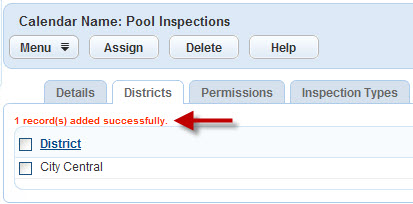 Calendar Name: Pool Inspections
Menu Assign Delete Help
Details Districts Permissions Inspection Types
1 record(s) added successfully.
District
City Central